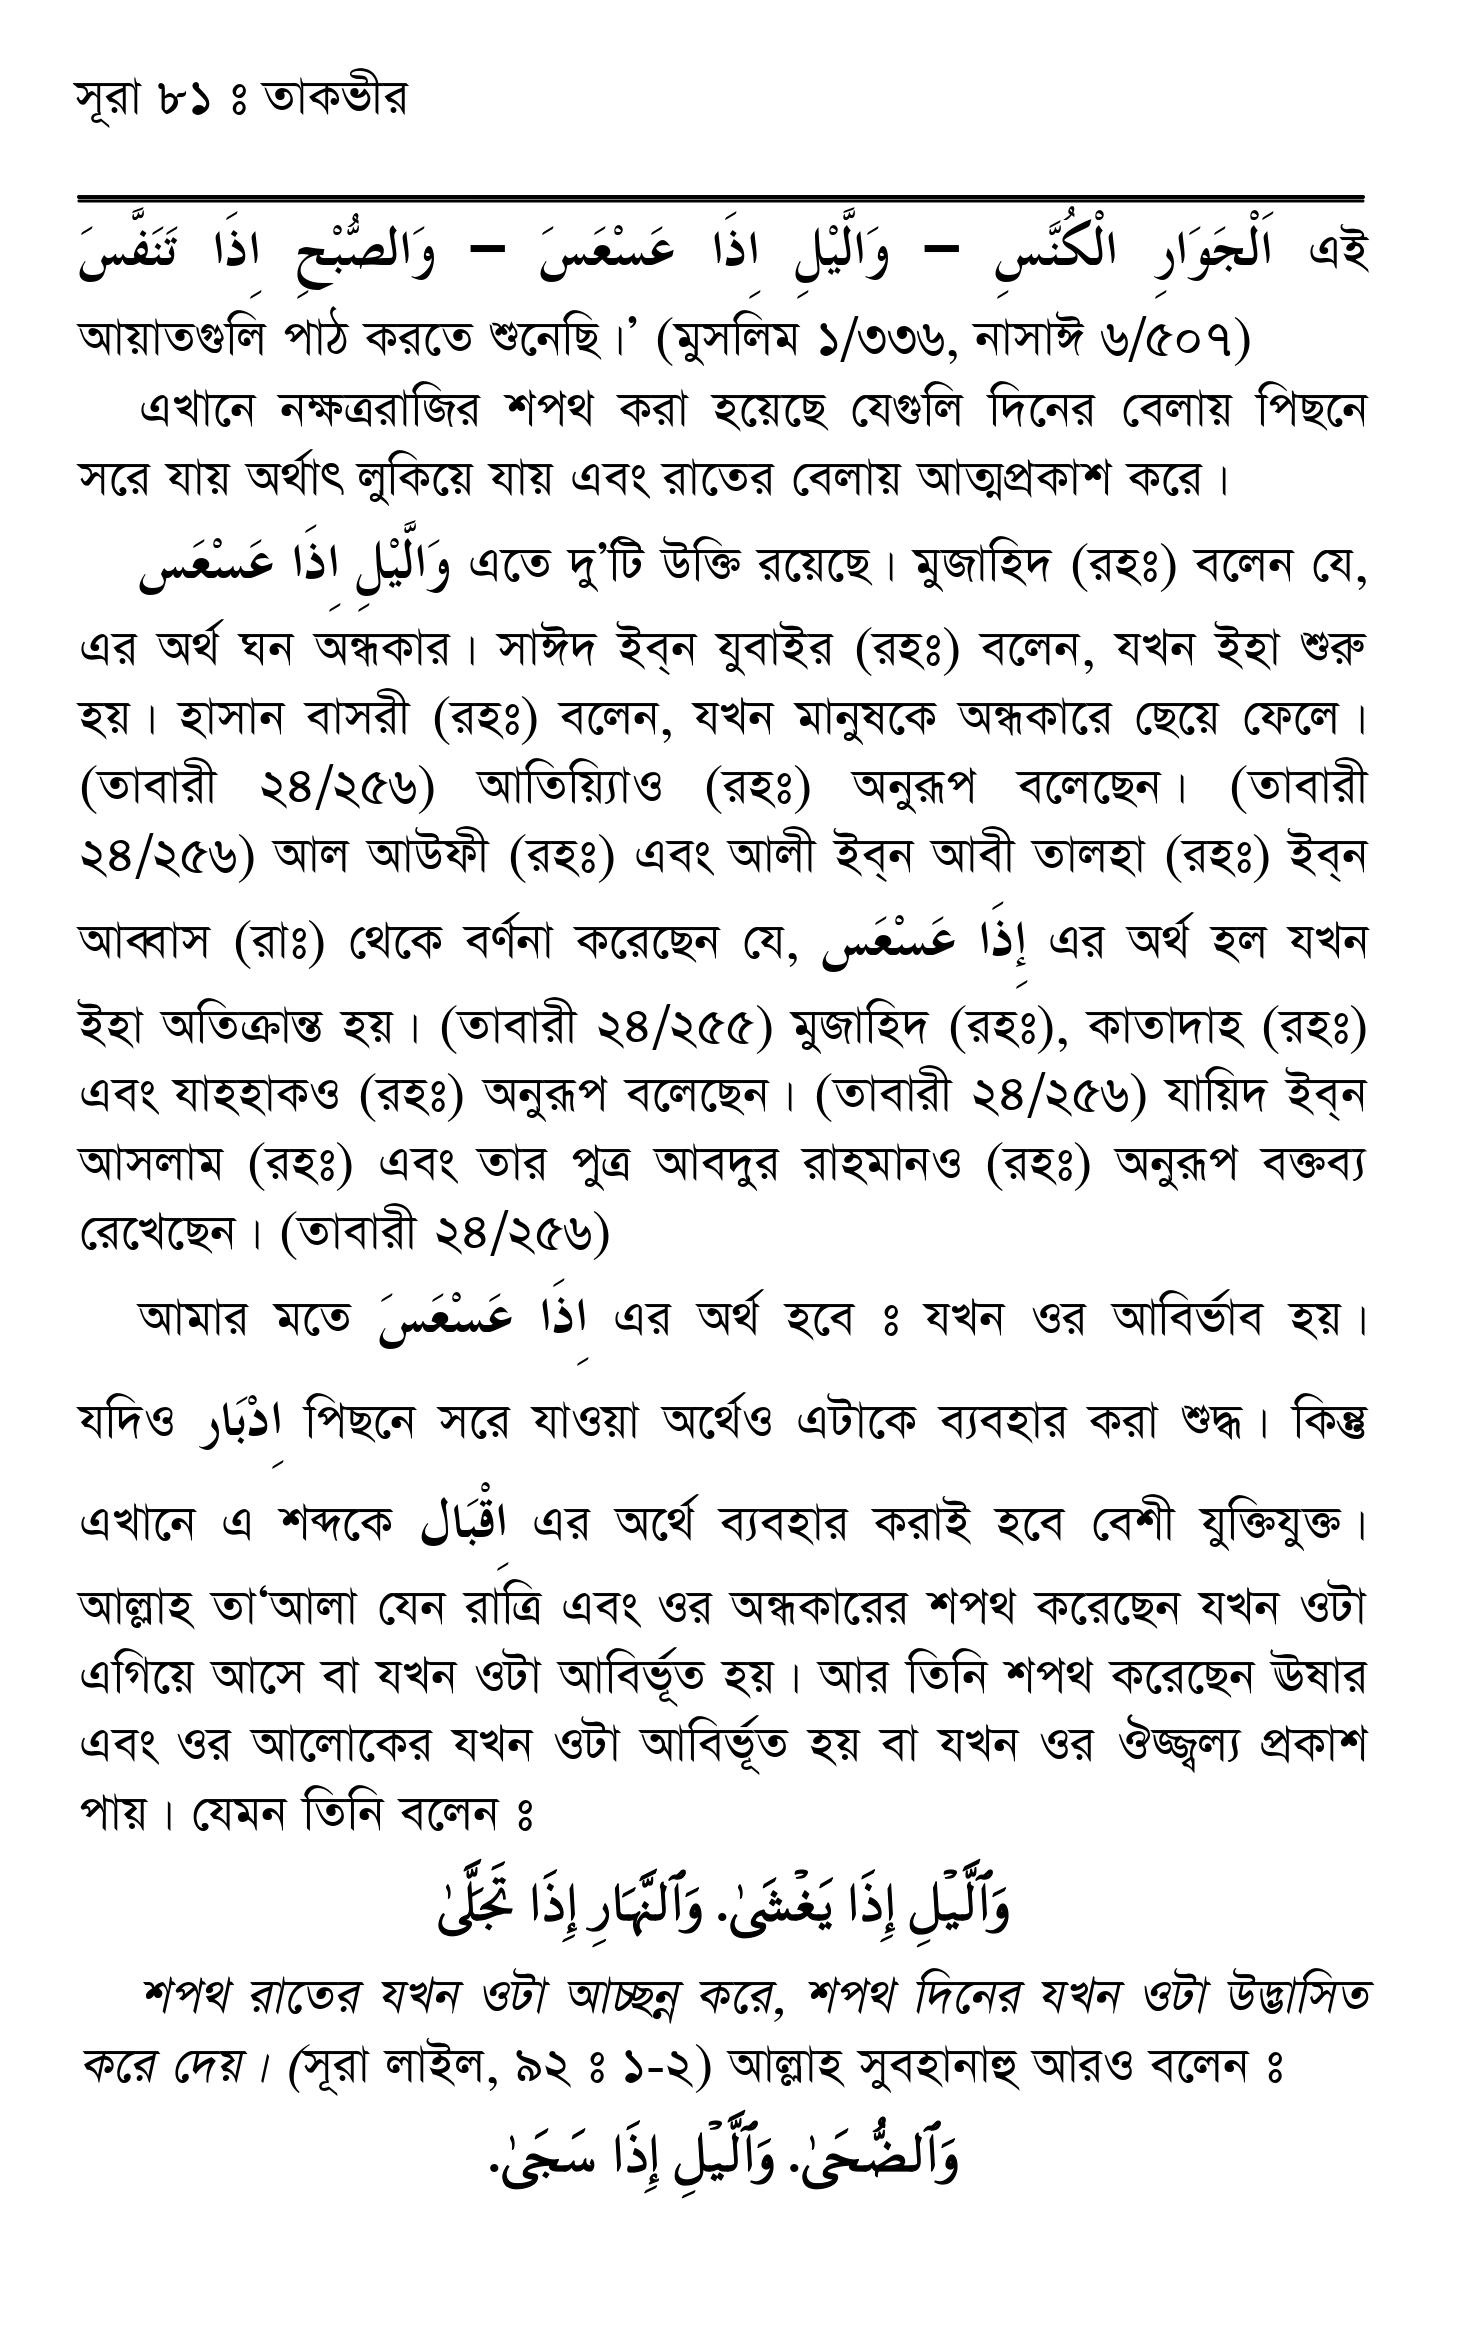 সূরা ৮১ ঃ তাকভীর
اَلْجَوَارِ الْكُنَّسِ – وَالَّيْلِ اِذَا عَسْعَسَ – وَالصُّبْحِ اِذَا تَنَفَّسَ এই
আয়াতগুলি পাঠ করতে শুনেছি।’ (মুসলিম ১/৩৩৬, নাসাঈ ৬/৫০৭)
এখানে নক্ষত্ররাজির শপথ করা হয়েছে যেগুলি দিনের বেলায় পিছনে
সরে যায় অর্থাৎ লুকিয়ে যায় এবং রাতের বেলায় আত্মপ্রকাশ করে।
وَالَّيْلِ اِذَا عَسْعَس এতে দু’টি উক্তি রয়েছে। মুজাহিদ (রহঃ) বলেন যে,
এর অর্থ ঘন অন্ধকার। সাঈদ ইব্‌ন যুবাইর (রহঃ) বলেন, যখন ইহা শুরু
হয়। হাসান বাসরী (রহঃ) বলেন, যখন মানুষকে অন্ধকারে ছেয়ে ফেলে।
(তাবারী ২৪/২৫৬) আতিয়্যিাও (রহঃ) অনুরূপ বলেছেন। (তাবারী
২৪/২৫৬) আল আউফী (রহঃ) এবং আলী ইব্‌ন আবী তালহা (রহঃ) ইব্‌ন
আব্বাস (রাঃ) থেকে বর্ণনা করেছেন যে, إِذَا عَسْعَس এর অর্থ হল যখন
ইহা অতিক্রান্ত হয়। (তাবারী ২৪/২৫৫) মুজাহিদ (রহঃ), কাতাদাহ (রহঃ)
এবং যাহহাকও (রহঃ) অনুরূপ বলেছেন। (তাবারী ২৪/২৫৬) যায়িদ ইব্‌ন
আসলাম (রহঃ) এবং তার পুত্র আবদুর রাহমানও (রহঃ) অনুরূপ বক্তব্য
রেখেছেন। (তাবারী ২৪/২৫৬)
আমার মতে اِذَا عَسْعَسَ এর অর্থ হবে ঃ যখন ওর আবির্ভাব হয়।
যদিও اِدْبَار পিছনে সরে যাওয়া অর্থেও এটাকে ব্যবহার করা শুদ্ধ। কিন্তু
এখানে এ শব্দকে اِقْبَال এর অর্থে ব্যবহার করাই হবে বেশী যুক্তিযুক্ত।
আল্লাহ তা‘আলা যেন রাত্রি এবং ওর অন্ধকারের শপথ করেছেন যখন ওটা
এগিয়ে আসে বা যখন ওটা আবির্ভূত হয়। আর তিনি শপথ করেছেন ঊষার
এবং ওর আলোকের যখন ওটা আবির্ভূত হয় বা যখন ওর ঔজ্জ্বল্য প্রকাশ
পায়। যেমন তিনি বলেন ঃ
وَٱلَّيْلِ إِذَا يَغْشَىٰ. وَٱلنَّهَارِ إِذَا تَجَلَّىٰ
শপথ রাতের যখন ওটা আচ্ছন্ন করে, শপথ দিনের যখন ওটা উদ্ভাসিত
করে দেয়। (সূরা লাইল, ৯২ ঃ ১-২) আল্লাহ সুবহানাহু আরও বলেন ঃ
وَٱلضُّحَىٰ. وَٱلَّيْلِ إِذَا سَجَىٰ.